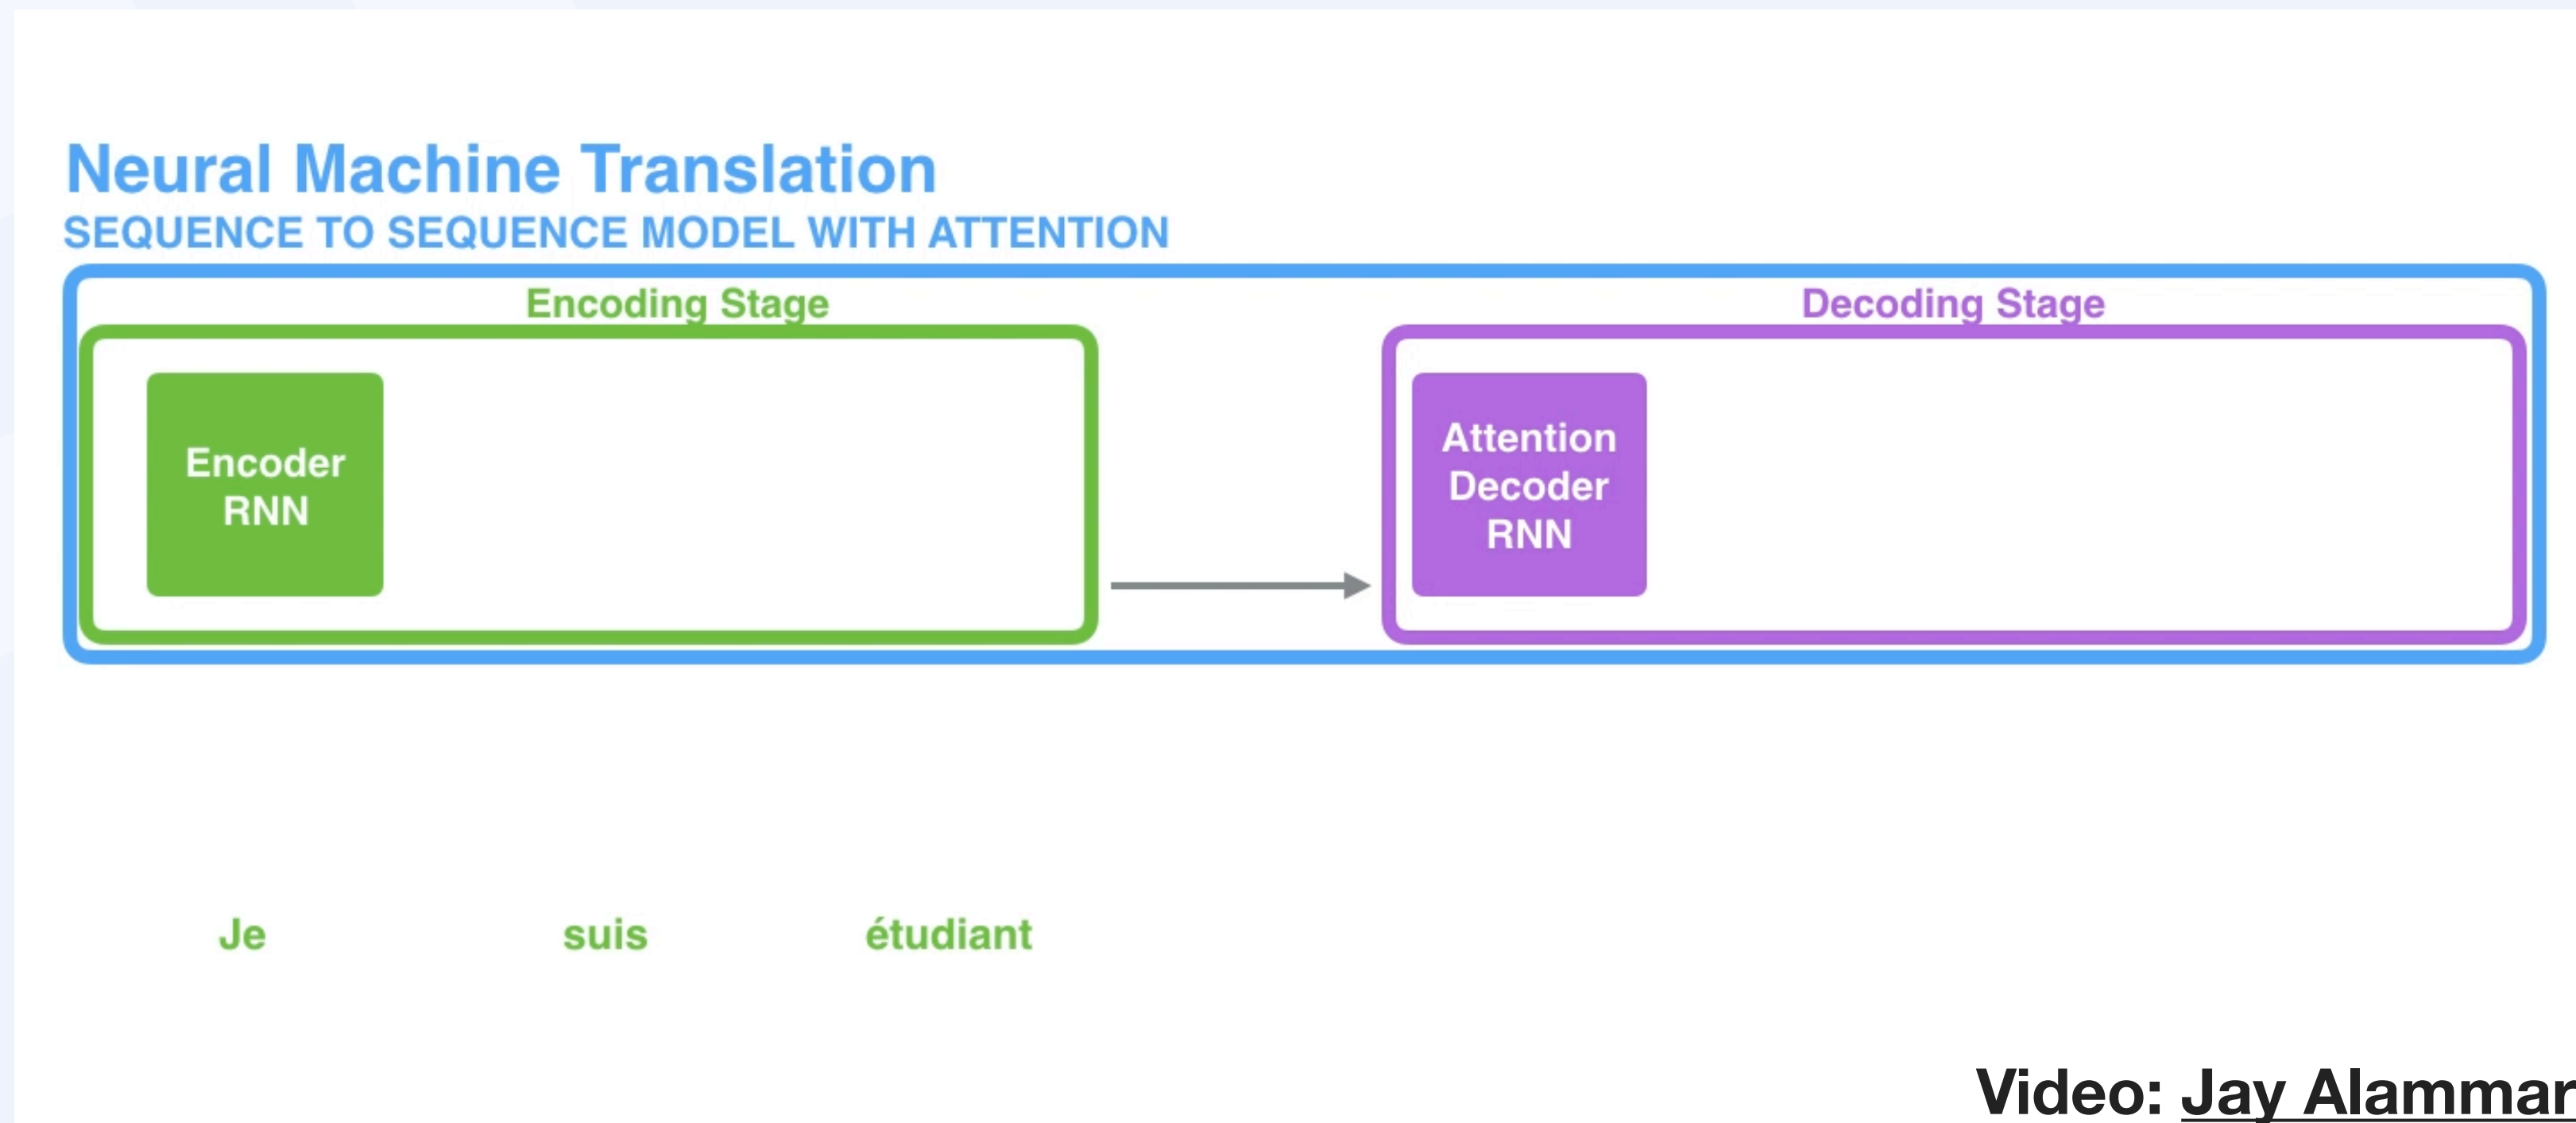 Neural Machine Translation
SEQUENCE TO SEQUENCE MODEL WITH ATTENTION
Encoding Stage
Decoding Stage
Encoder
RNN
Attention
Decoder
RNN
Je suis étudiant
Video: Jay Alammar